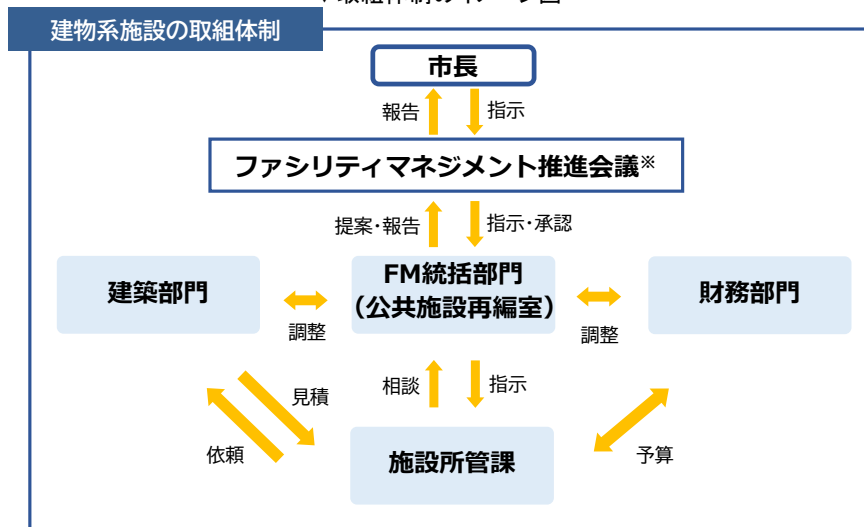 建物系施設の取組体制
市長
報告
指示
ファシリティマネジメント推進会議※
提案・報告
指示・承認
建築部門
FM統括部門
（公共施設再編室）
財務部門
調整
調整
相談
指示
見積
依頼
施設所管課
予算